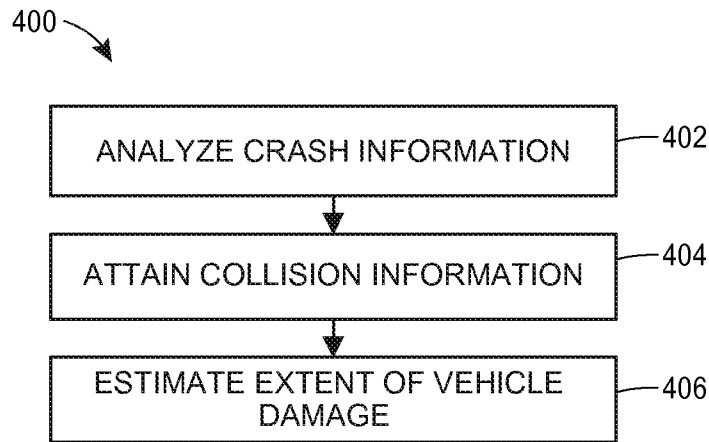 400
ANALYZE CRASH INFORMATION
402
ATTAIN COLLISION INFORMATION
404
ESTIMATE EXTENT OF VEHICLE
DAMAGE
406